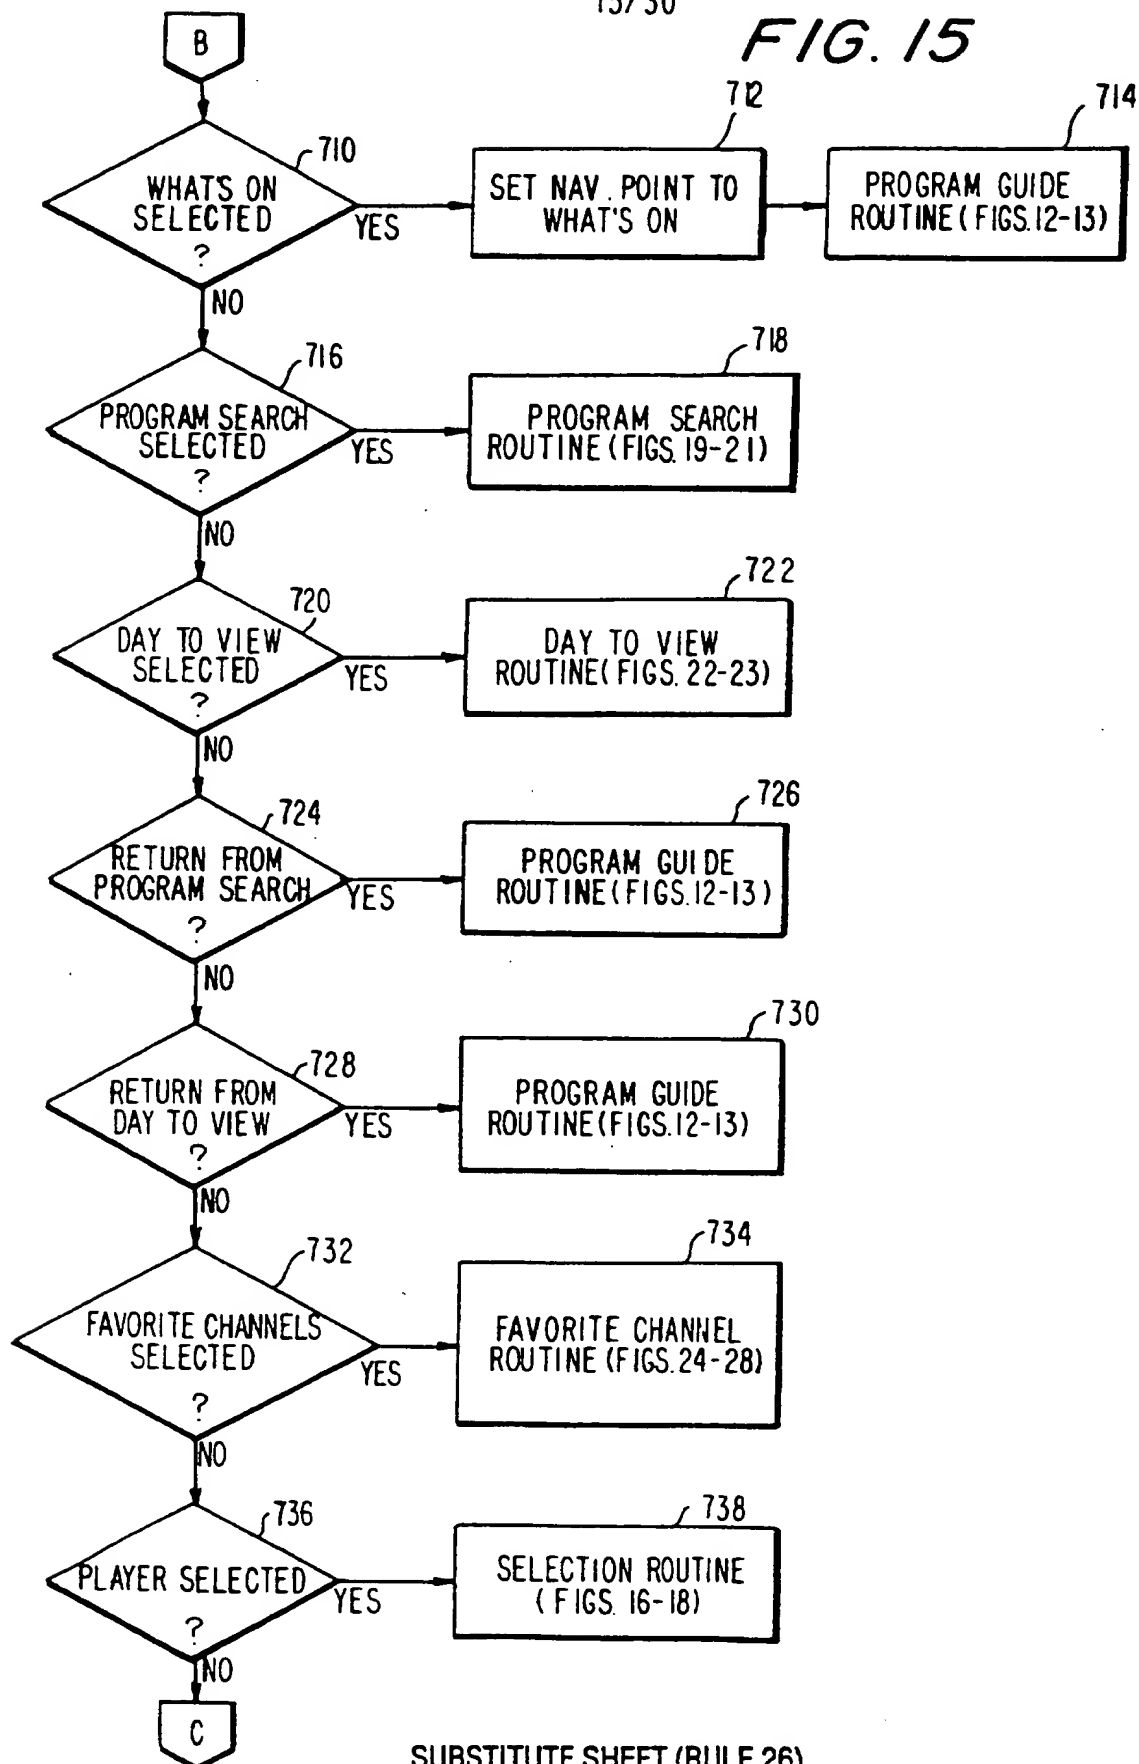 15/30
FIG. 15
B
710
WHAT'S ON
SELECTED
?
YES
NO
712
SET NAV. POINT TO
WHAT'S ON
714
PROGRAM GUIDE
ROUTINE (FIGS. 12-13)
716
PROGRAM SEARCH
SELECTED
?
YES
NO
718
PROGRAM SEARCH
ROUTINE (FIGS. 19-21)
720
DAY TO VIEW
SELECTED
?
YES
NO
722
DAY TO VIEW
ROUTINE (FIGS. 22-23)
724
RETURN FROM
PROGRAM SEARCH
?
YES
NO
726
PROGRAM GUIDE
ROUTINE (FIGS. 12-13)
728
RETURN FROM
DAY TO VIEW
?
YES
NO
730
PROGRAM GUIDE
ROUTINE (FIGS. 12-13)
732
FAVORITE CHANNELS
SELECTED
?
YES
NO
734
FAVORITE CHANNEL
ROUTINE (FIGS. 24-28)
736
PLAYER SELECTED
?
YES
NO
738
SELECTION ROUTINE
(FIGS. 16-18)
C
SUBSTITUTE SHEET (RULE 26)